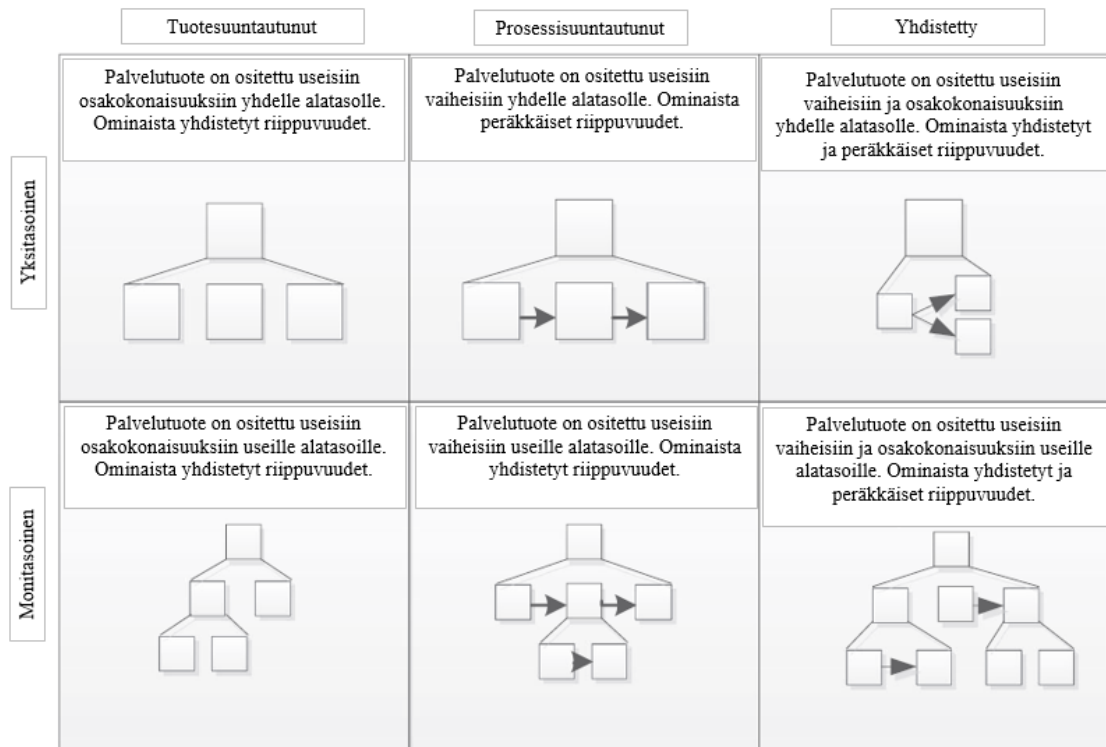 Tuotesuuntautunut
Prosessisuuntautunut
Yhdistetty
Yksitasoinen
Palvelutuote on ositettu useisiin
osakokonaisuuksiin yhdelle alatasolle.
Ominaista yhdistetyt riippuvuudet.
Palvelutuote on ositettu useisiin
vaiheisiin yhdelle alatasolle. Ominaista
peräkkäiset riippuvuudet.
Palvelutuote on ositettu useisiin
vaiheisiin ja osakokonaisuuksiin
yhdelle alatasolle. Ominaista yhdistetyt
ja peräkkäiset riippuvuudet.
Monitasoinen
Palvelutuote on ositettu useisiin
osakokonaisuuksiin useille alatasoille.
Ominaista yhdistetyt riippuvuudet.
Palvelutuote on ositettu useisiin
vaiheisiin useille alatasoille. Ominaista
yhdistetyt riippuvuudet.
Palvelutuote on ositettu useisiin
vaiheisiin ja osakokonaisuuksiin useille
alatasoille. Ominaista yhdistetyt ja
peräkkäiset riippuvuudet.